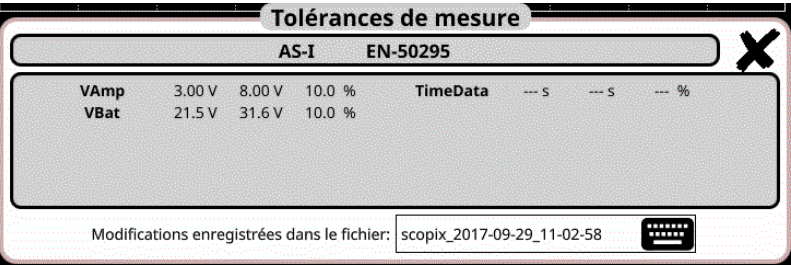 Tolérances de mesure
AS-I EN-50295
VAmp 3.00 V 8.00 V 10.0 % TimeData --- s --- s --- %
VBat 21.5 V 31.6 V 10.0 %
Modifications enregistrées dans le fichier: scopix_2017-09-29_11-02-58